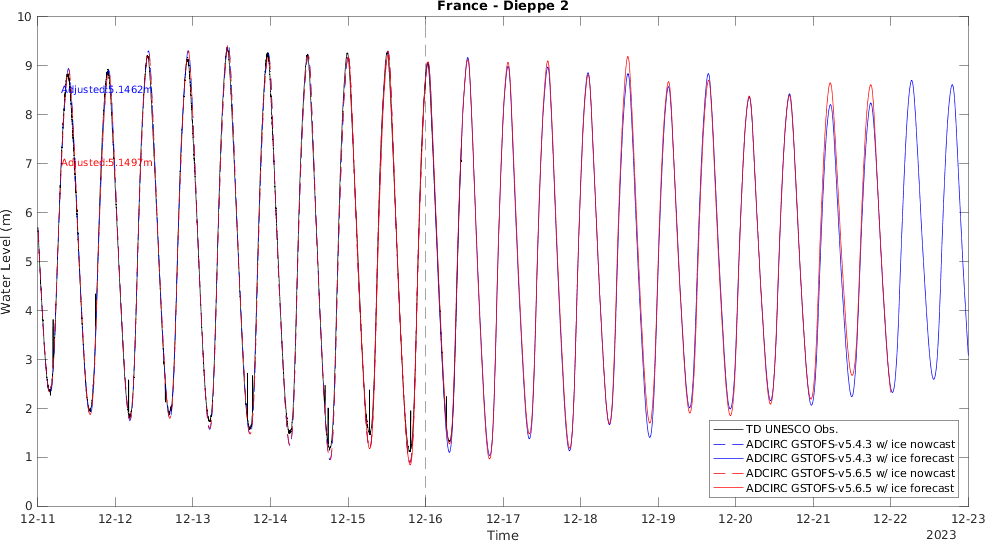 France - Dieppe 2
10
9
8
7
6
5
4
3
2
1
0
Water Level (m)
Adjusted:5.1462m
Adjusted:5.1497m
TD UNESCO Obs.
ADCIRC GSTOFS-v5.4.3 w/ ice nowcast
ADCIRC GSTOFS-v5.4.3 w/ ice forecast
ADCIRC GSTOFS-v5.6.5 w/ ice nowcast
ADCIRC GSTOFS-v5.6.5 w/ ice forecast
12-11 12-12 12-13 12-14 12-15 12-16 12-17 12-18 12-19 12-20 12-21 12-22 12-23
Time
2023